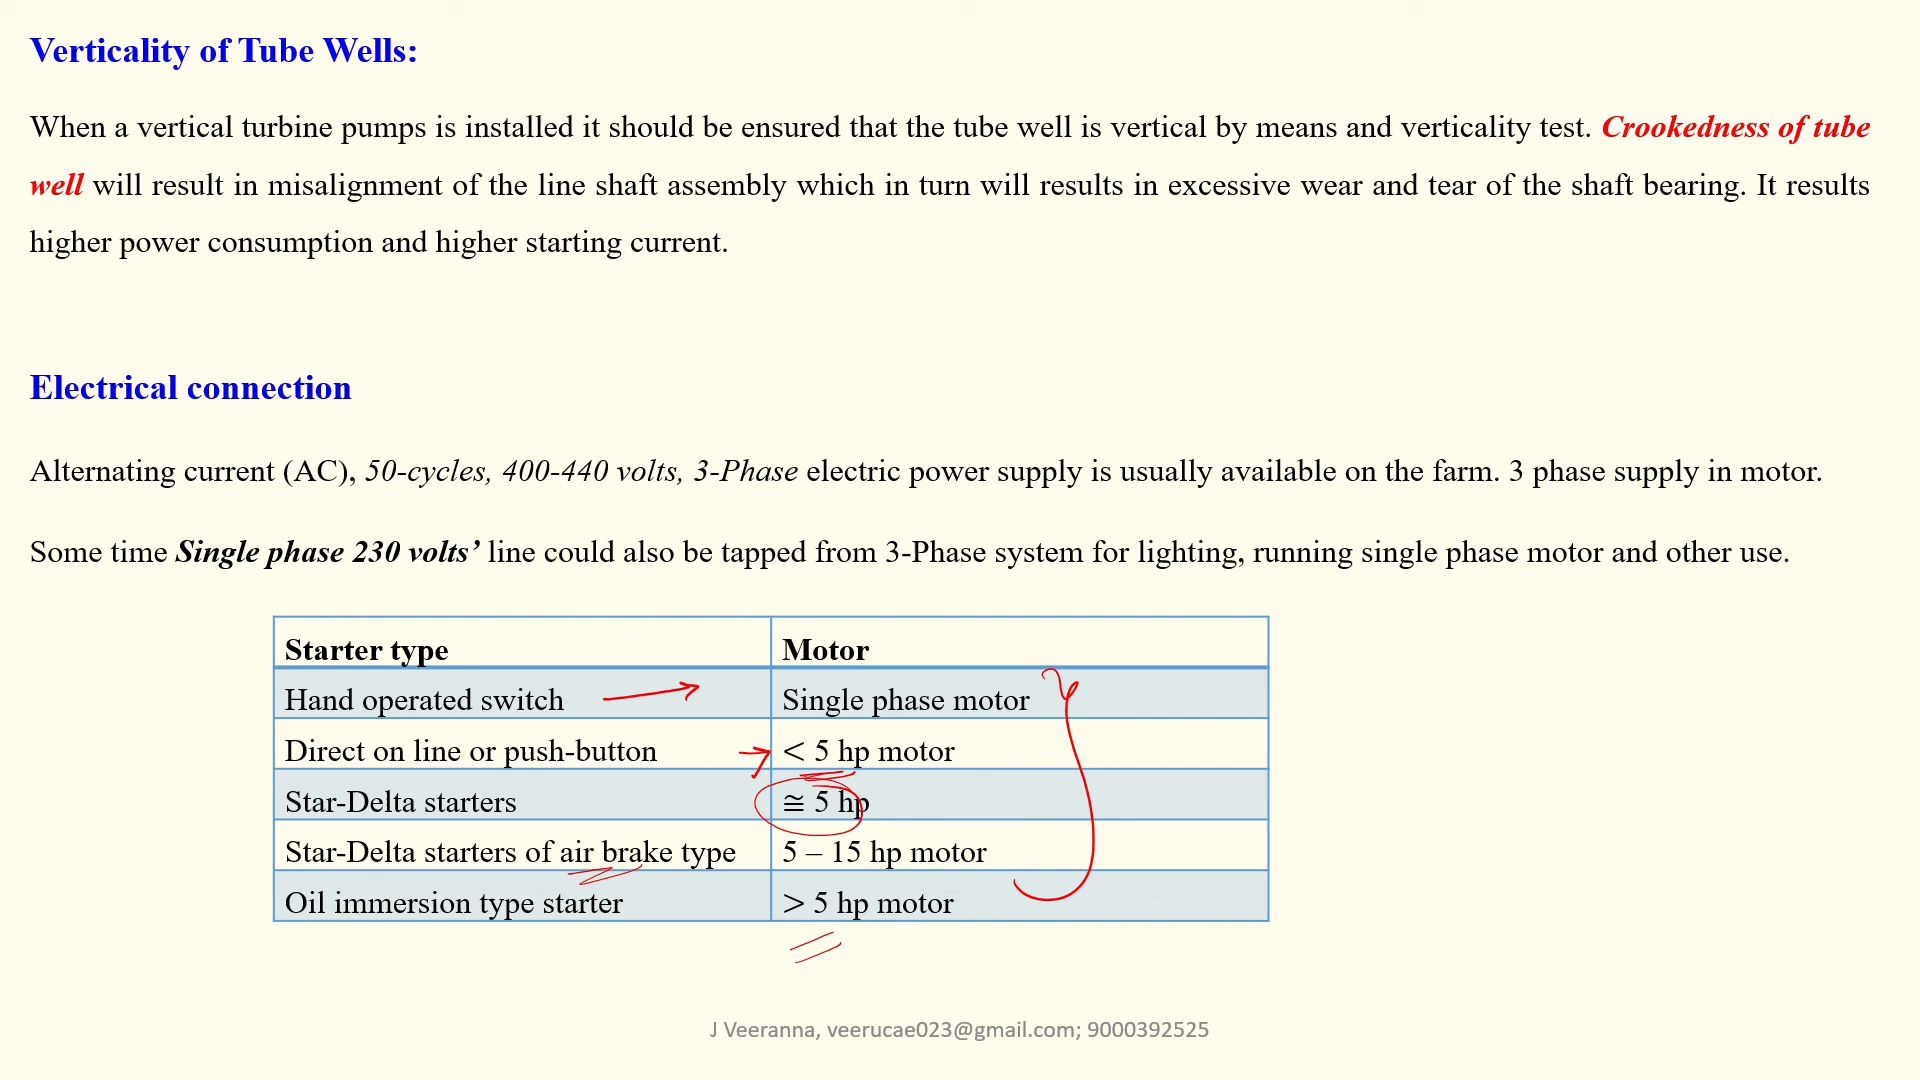 Verticality of Tube Wells:
When a vertical turbine pumps is installed it should be ensured that the tube well is vertical by means and verticality test. Crookedness of tube
well will result in misalignment of the line shaft assembly which in turn will results in excessive wear and tear of the shaft bearing. It results
higher power consumption and higher starting current.
Electrical connection
Alternating current (AC), 50-cycles, 400-440 volts, 3-Phase electric power supply is usually available on the farm. 3 phase supply in motor.
Some time Single phase 230 volts’ line could also be tapped from 3-Phase system for lighting, running single phase motor and other use.
Starter type Motor
Hand operated switch Single phase motor
Direct on line or push-button < 5 hp motor
Star-Delta starters ≅ 5 hp
Star-Delta starters of air brake type 5 – 15 hp motor
Oil immersion type starter > 5 hp motor
J Veeranna, veerucae023@gmail.com; 9000392525